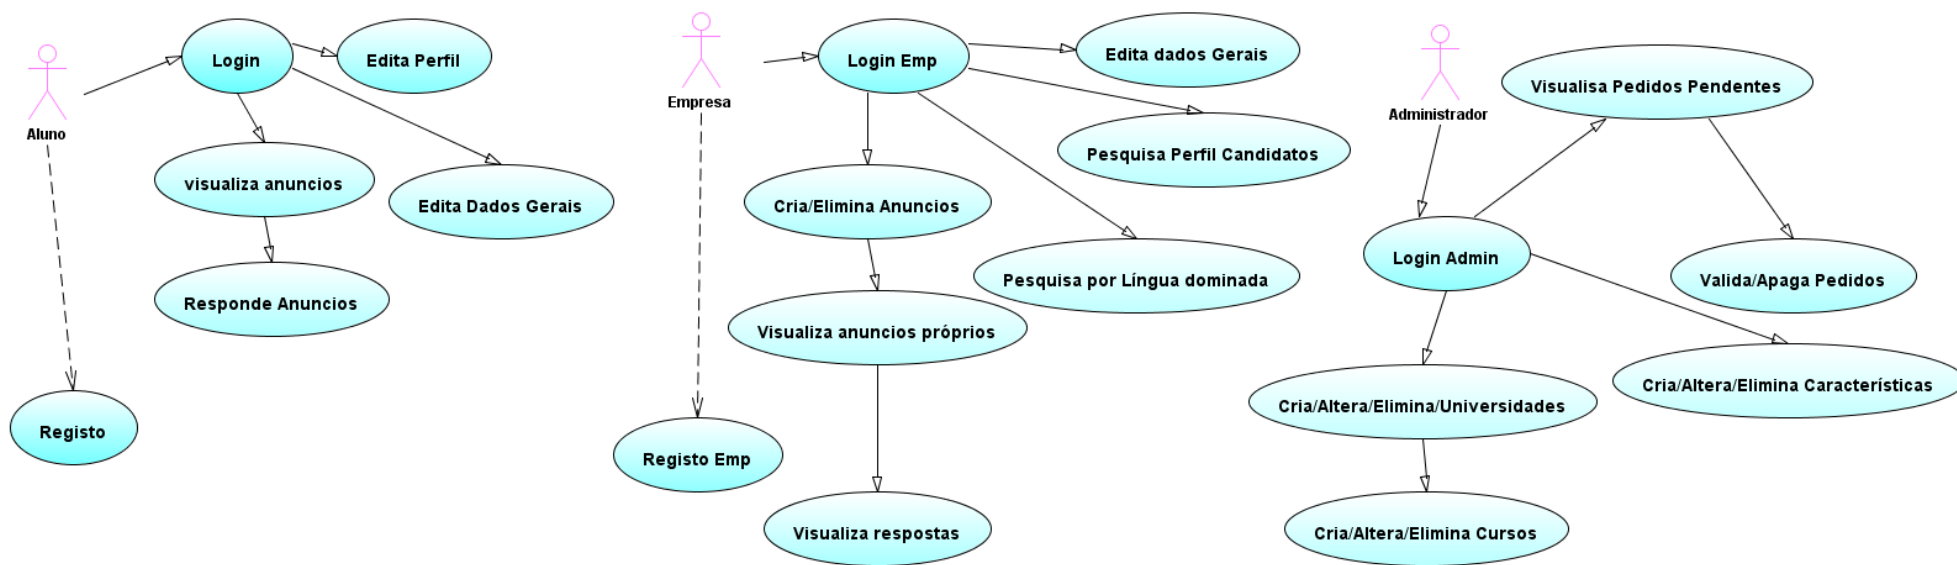 Aluno
Login
Edita Perfil
visualiza anuncios
Edita Dados Gerais
Responde Anuncios
Registo
Empresa
Login Emp
Edita dados Gerais
Pesquisa Perfil Candidatos
Cria/Elimina Anuncios
Pesquisa por Língua dominada
Visualiza anuncios próprios
Registo Emp
Visualiza respostas
Administrador
Visualisa Pedidos Pendentes
Login Admin
Valida/Apaga Pedidos
Cria/Altera/Elimina Características
Cria/Altera/Elimina/Universidades
Cria/Altera/Elimina Cursos